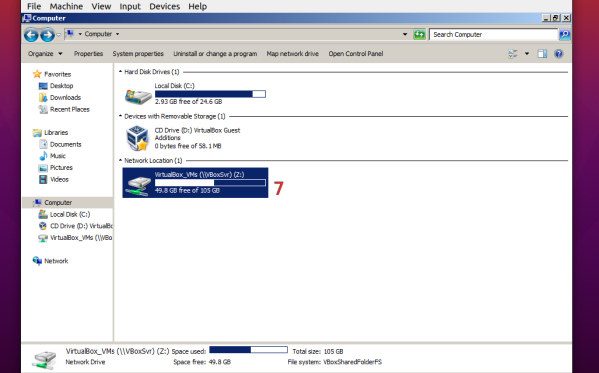 File Machine View Input Devices Help
Computer
Computer
Search Computer
Organize Properties System properties Uninstall or change a program Map network drive Open Control Panel
Favorites
Desktop
Downloads
Recent Places
Libraries
Documents
Music
Pictures
Videos
Computer
Local Disk (C:)
CD Drive (D:) VirtualBo
VirtualBox_VMs (\\VBo
Network
Hard Disk Drives (1)
Local Disk (C:)
2.93 GB free of 24.6 GB
Devices with Removable Storage (1)
CD Drive (D:) VirtualBox Guest
Additions
0 bytes free of 58.1 MB
Network Location (1)
VirtualBox_VMs (\\VBoxSvr) (Z:)
49.8 GB free of 105 GB
7
VirtualBox_VMs (\\VBoxSvr) (Z:) Space used: Total size: 105 GB
Network Drive Space free: 49.8 GB File system: VBoxSharedFolderFS